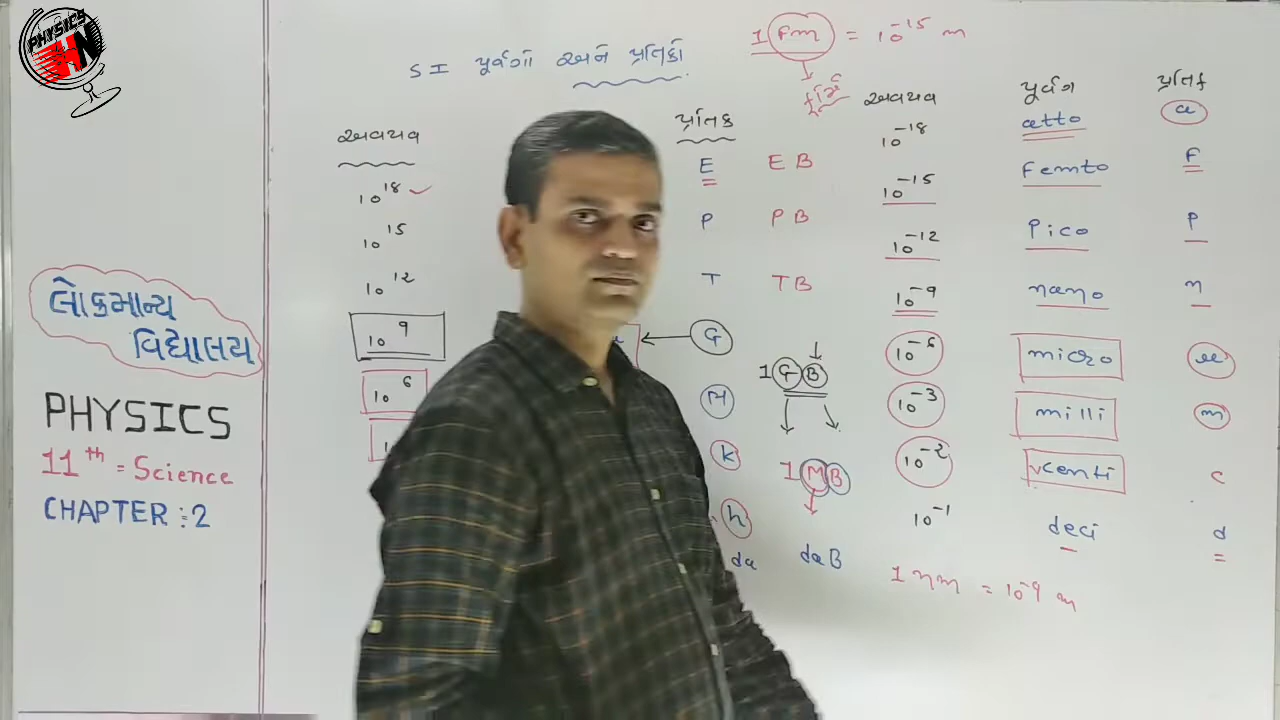 PHYSICS
HN
લોકમાન્ય
વિદ્યાલય
PHYSICS
11th = Science
CHAPTER : 2
SI પૂર્વગો અને પ્રતિકો
1 Fm = 10⁻¹⁵ m
અવયવ
પ્રતિક
10¹⁸ E EB
10¹⁵ P PB
10¹² T TB
10⁹ G
1 GB
10⁶ M
k
1 MB
h
da daB
અવયવ પૂર્વગ પ્રતિક
10⁻¹⁸ atto a
10⁻¹⁵ Femto F
10⁻¹² Pico P
10⁻⁹ nano n
10⁻⁶ micro
10⁻³ milli m
10⁻² centi c
10⁻¹ deci d
1 nm = 10⁻⁹ m